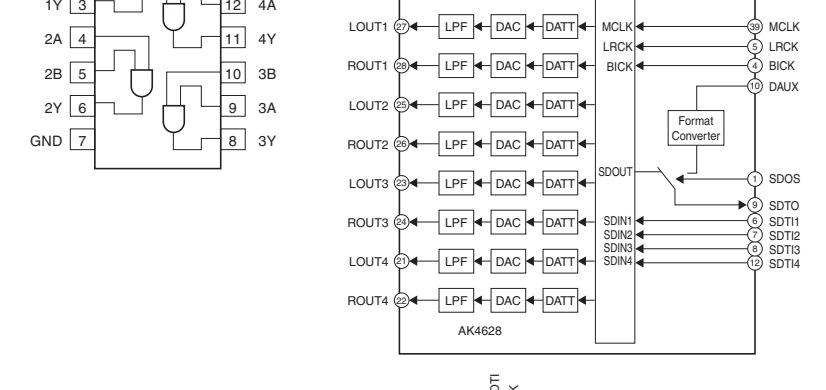 1Y 3 12 4A
2A 4 11 4Y
2B 5 10 3B
2Y 6 9 3A
GND 7 8 3Y
LOUT1 27 LPF DAC DATT MCLK 39 MCLK
LRCK 5 LRCK
ROUT1 28 LPF DAC DATT BICK 4 BICK
10 DAUX
LOUT2 25 LPF DAC DATT
Format
Converter
ROUT2 26 LPF DAC DATT
SDOUT
LOUT3 23 LPF DAC DATT 1 SDOS
9 SDTO
ROUT3 24 LPF DAC DATT SDIN1 6 SDTI1
SDIN2 7 SDTI2
SDIN3 8 SDTI3
LOUT4 21 LPF DAC DATT SDIN4 12 SDTI4
ROUT4 22 LPF DAC DATT
AK4628